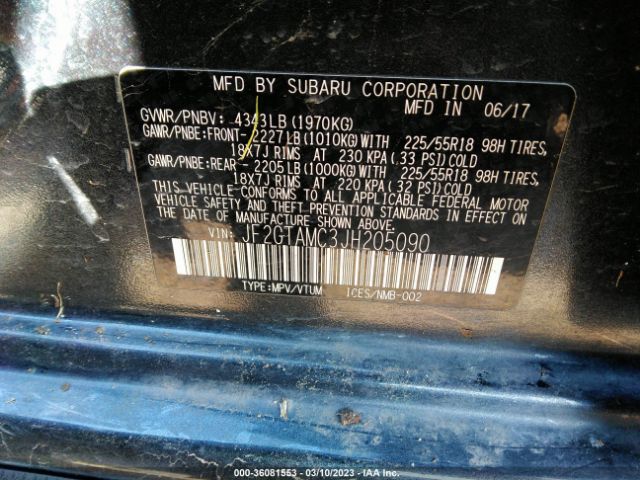 MFD BY SUBARU CORPORATION
GVWR/PNBV: 4343LB (1970KG) MFD IN 06/17
GAWR/PNBE:FRONT- 2227LB(1010KG)WITH 225/55R18 98H TIRES,
18X7J RIMS AT 230 KPA(33 PSI)COLD
GAWR/PNBE:REAR- 2205LB(1000KG)WITH 225/55R18 98H TIRES,
18X7J RIMS AT 220 KPA(32 PSI)COLD
THIS VEHICLE CONFORMS TO ALL APPLICABLE FEDERAL MOTOR
VEHICLE SAFETY AND THEFT PREVENTION STANDARDS IN EFFECT ON
THE DATE OF MANUFACTURE SHOWN ABOVE.
VIN: JF2GTAMC3JH205090
TYPE:MPV/VTUM ICES/NMB-002
000-36081553 — 03/10/2023 — IAA Inc.